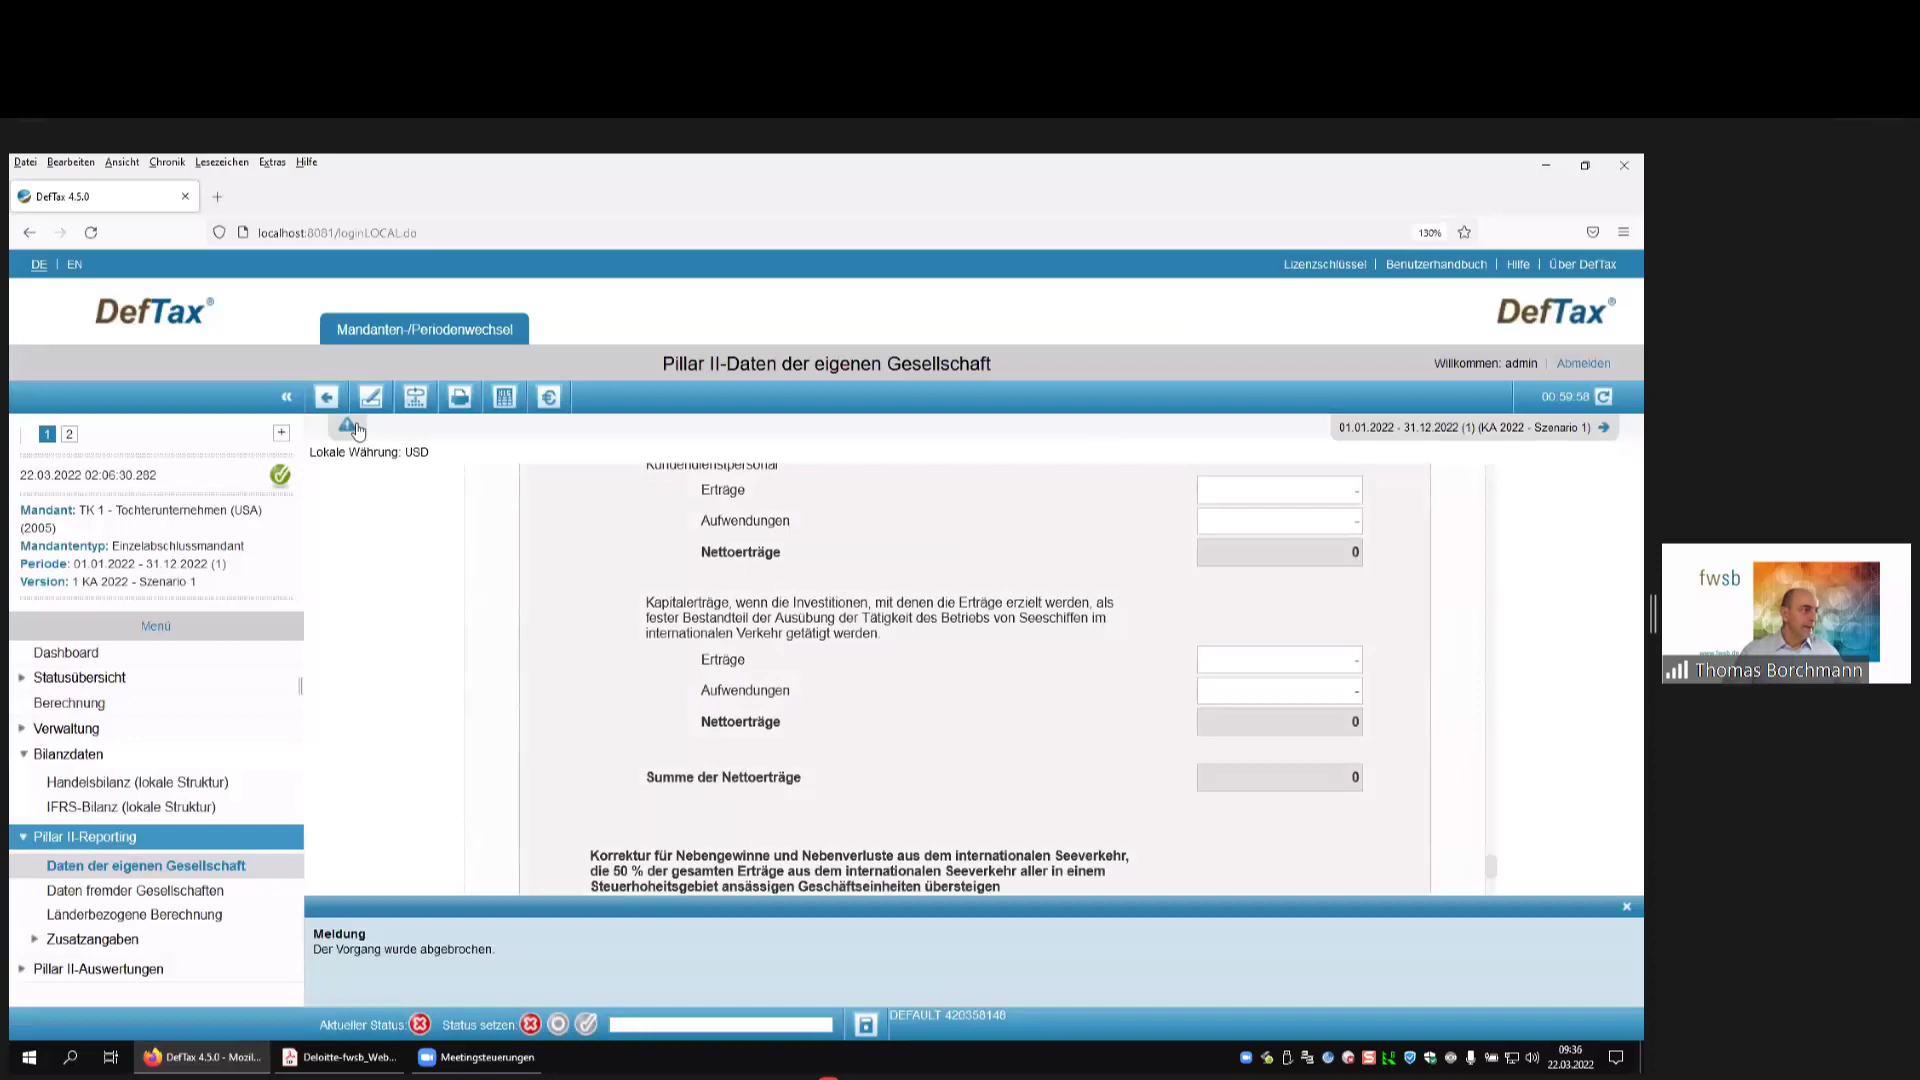 Datei Bearbeiten Ansicht Chronik Lesezeichen Extras Hilfe
DefTax 4.5.0
localhost:8081/loginLOCAL.do
130%
DE | EN
Lizenzschlüssel | Benutzerhandbuch | Hilfe | Über DefTax
DefTax®
Mandanten-/Periodenwechsel
DefTax®
Pillar II-Daten der eigenen Gesellschaft
Willkommen: admin | Abmelden
«
00:59:58
1 2 +
01.01.2022 - 31.12.2022 (1) (KA 2022 - Szenario 1)
Lokale Währung: USD
22.03.2022 02:06:30.282
Mandant: TK 1 - Tochterunternehmen (USA)
(2005)
Mandantentyp: Einzelabschlussmandant
Periode: 01.01.2022 - 31.12.2022 (1)
Version: 1 KA 2022 - Szenario 1
Menü
Dashboard
Statusübersicht
Berechnung
Verwaltung
Bilanzdaten
Handelsbilanz (lokale Struktur)
IFRS-Bilanz (lokale Struktur)
Pillar II-Reporting
Daten der eigenen Gesellschaft
Daten fremder Gesellschaften
Länderbezogene Berechnung
Zusatzangaben
Pillar II-Auswertungen
Kundendienstpersonal
Erträge -
Aufwendungen -
Nettoerträge 0
Kapitalerträge, wenn die Investitionen, mit denen die Erträge erzielt werden, als
fester Bestandteil der Ausübung der Tätigkeit des Betriebs von Seeschiffen im
internationalen Verkehr getätigt werden.
Erträge -
Aufwendungen -
Nettoerträge 0
Summe der Nettoerträge 0
Korrektur für Nebengewinne und Nebenverluste aus dem internationalen Seeverkehr,
die 50 % der gesamten Erträge aus dem internationalen Seeverkehr aller in einem
Steuerhoheitsgebiet ansässigen Geschäftseinheiten übersteigen
Meldung
Der Vorgang wurde abgebrochen.
Aktueller Status: Status setzen:
DEFAULT 420358148
fwsb
Thomas Borchmann
DefTax 4.5.0 - Mozil...
Deloitte-fwsb_Web...
Meetingsteuerungen
09:36
22.03.2022